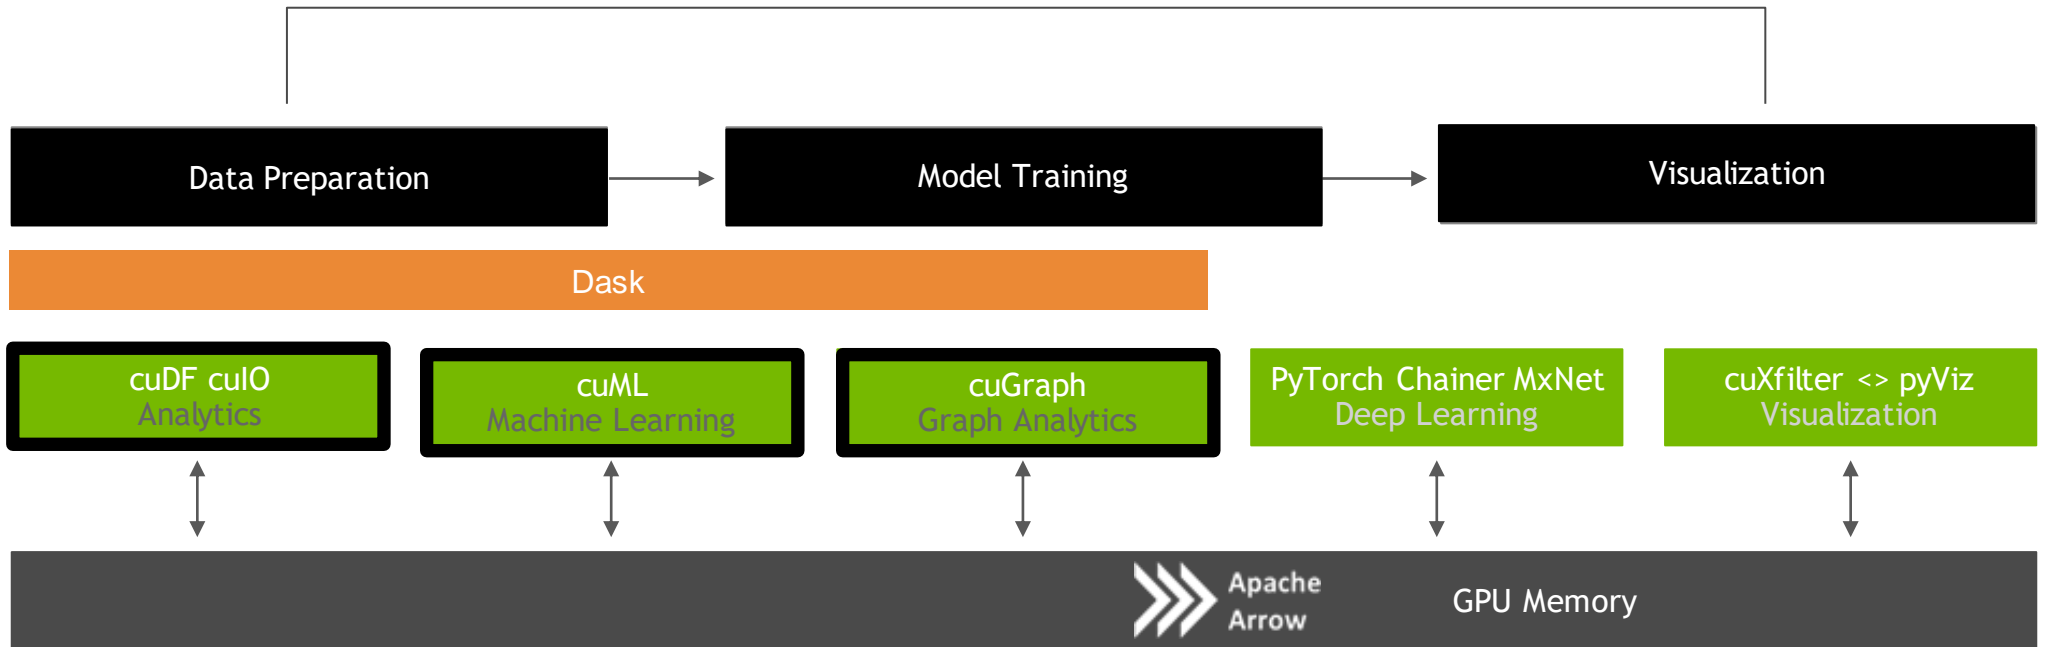 Data Preparation
Model Training
Visualization
Dask
cuDF cuIO
Analytics
cuML
Machine Learning
cuGraph
Graph Analytics
PyTorch Chainer MxNet
Deep Learning
cuXfilter <> pyViz
Visualization
Apache
Arrow
GPU Memory